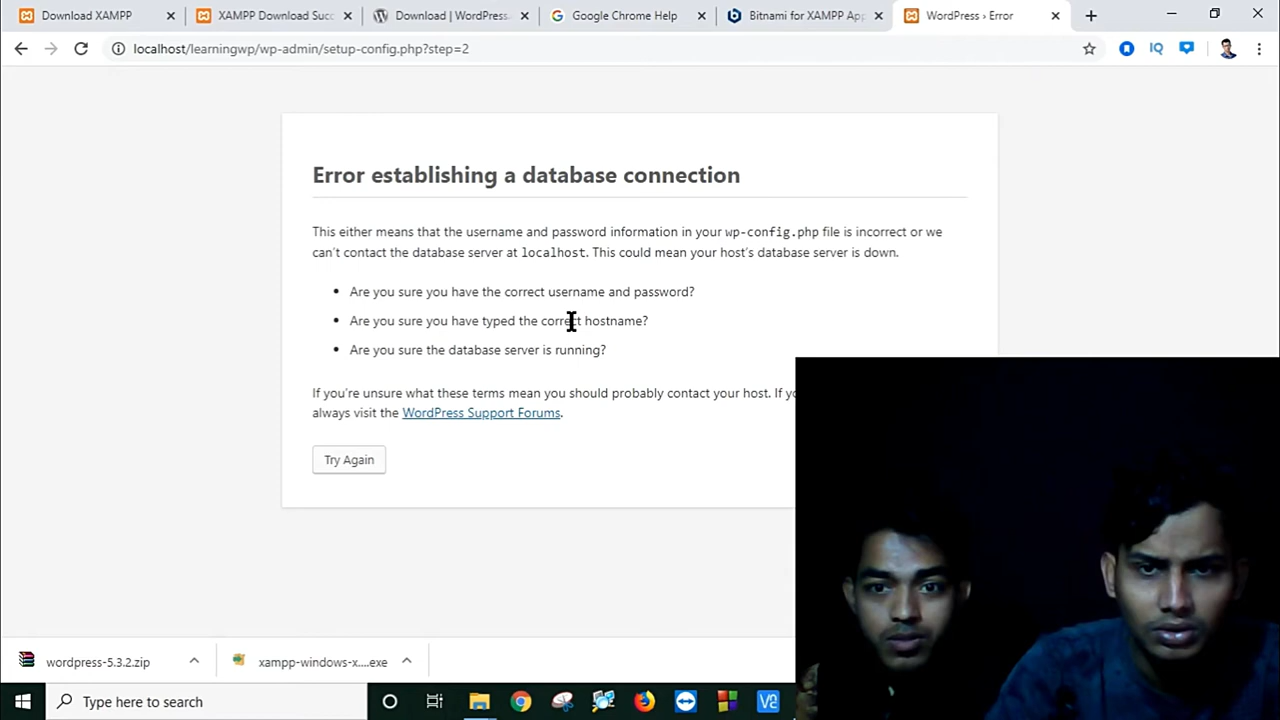 Download XAMPP
XAMPP Download Succ
Download | WordPress
Google Chrome Help
Bitnami for XAMPP App
WordPress › Error
localhost/learningwp/wp-admin/setup-config.php?step=2
IQ
Error establishing a database connection
This either means that the username and password information in your wp-config.php file is incorrect or we
can’t contact the database server at localhost. This could mean your host’s database server is down.
Are you sure you have the correct username and password?
Are you sure you have typed the correct hostname?
Are you sure the database server is running?
If you’re unsure what these terms mean you should probably contact your host. If yo
always visit the WordPress Support Forums.
Try Again
wordpress-5.3.2.zip
xampp-windows-x....exe
Type here to search